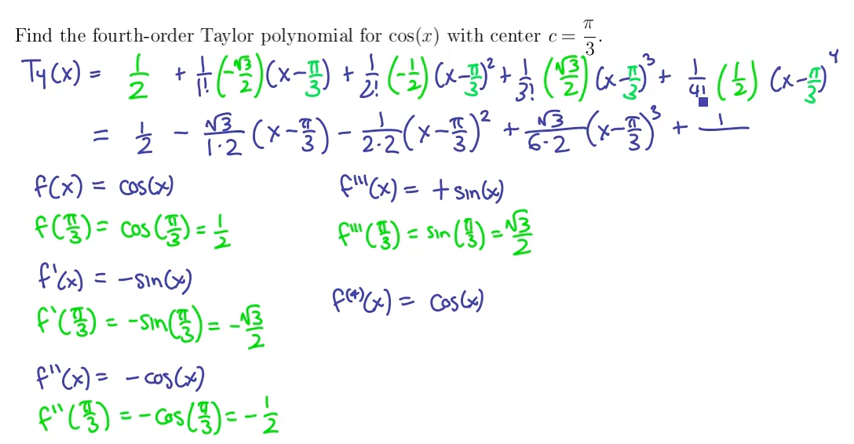 Find the fourth-order Taylor polynomial for cos(x) with center c = π/3.
T₄(x) = 1/2 + 1/1! (-√3/2)(x-π/3) + 1/2! (-1/2)(x-π/3)² + 1/3! (√3/2)(x-π/3)³ + 1/4! (1/2)(x-π/3)⁴
= 1/2 - √3/1·2 (x-π/3) - 1/2·2 (x-π/3)² + √3/6·2 (x-π/3)³ + 1/
f(x) = cos(x)
f(π/3) = cos(π/3) = 1/2
f'(x) = -sin(x)
f'(π/3) = -sin(π/3) = -√3/2
f''(x) = -cos(x)
f''(π/3) = -cos(π/3) = -1/2
f'''(x) = +sin(x)
f'''(π/3) = sin(π/3) = √3/2
f⁽⁴⁾(x) = cos(x)